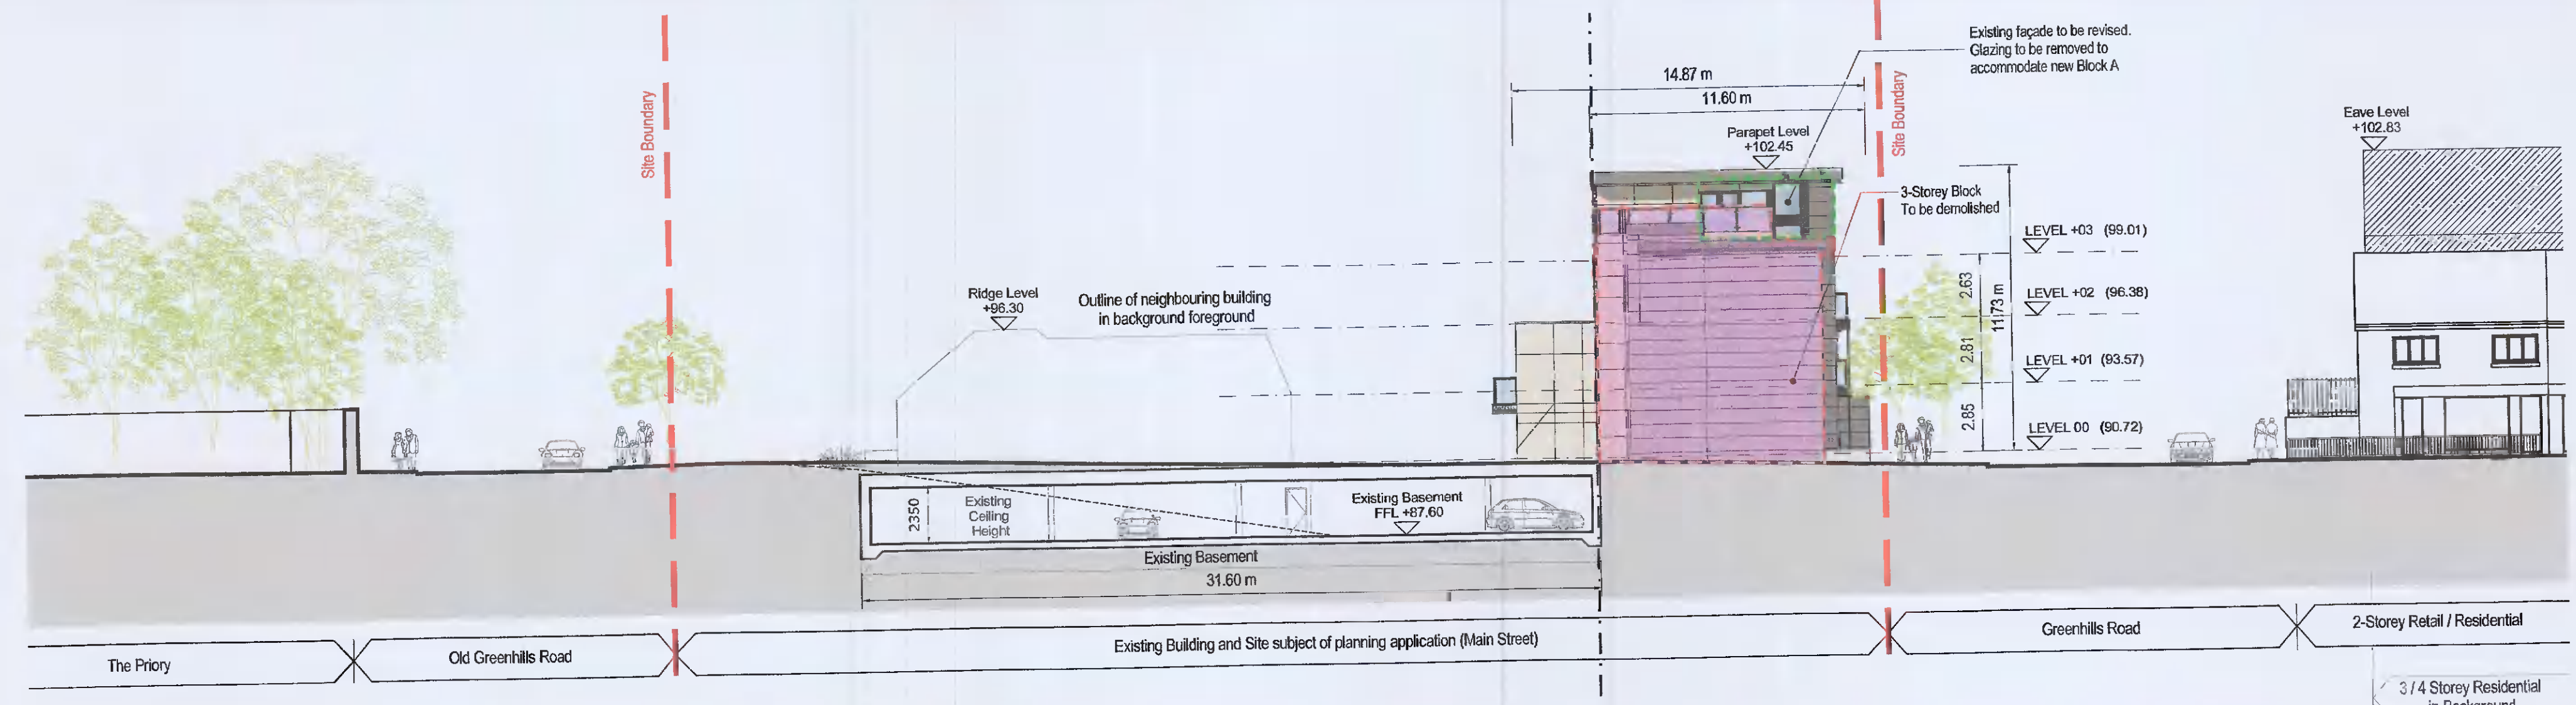 Existing façade to be revised.
Glazing to be removed to
accommodate new Block A
14.87 m
11.60 m
Site Boundary
Site Boundary
Parapet Level
+102.45
Eave Level
+102.83
3-Storey Block
To be demolished
LEVEL +03 (99.01)
2.63
11.73 m
LEVEL +02 (96.38)
Ridge Level
+96.30
Outline of neighbouring building
in background foreground
2.81
LEVEL +01 (93.57)
2.85
LEVEL 00 (90.72)
2350
Existing
Ceiling
Height
Existing Basement
FFL +87.60
Existing Basement
31.60 m
The Priory
Old Greenhills Road
Existing Building and Site subject of planning application (Main Street)
Greenhills Road
2-Storey Retail / Residential
3 / 4 Storey Residential
in Background